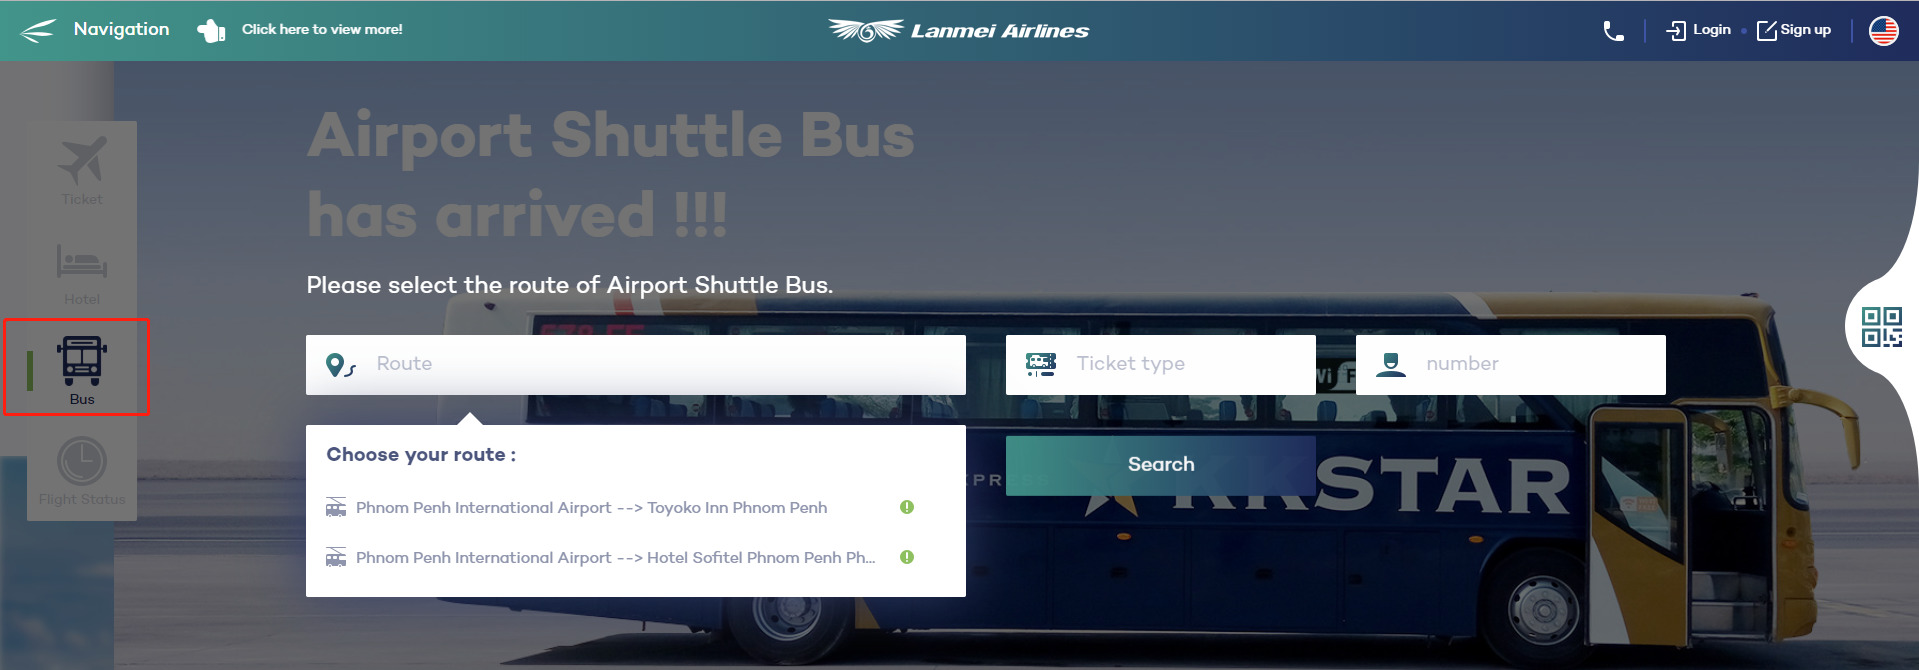 Navigation
Click here to view more!
Lanmei Airlines
Login
Sign up
Ticket
Hotel
Bus
Flight Status
Airport Shuttle Bus
has arrived !!!
Please select the route of Airport Shuttle Bus.
Route
Ticket type
number
Choose your route :
Phnom Penh International Airport --> Toyoko Inn Phnom Penh
Phnom Penh International Airport --> Hotel Sofitel Phnom Penh Ph...
Search
KKSTAR